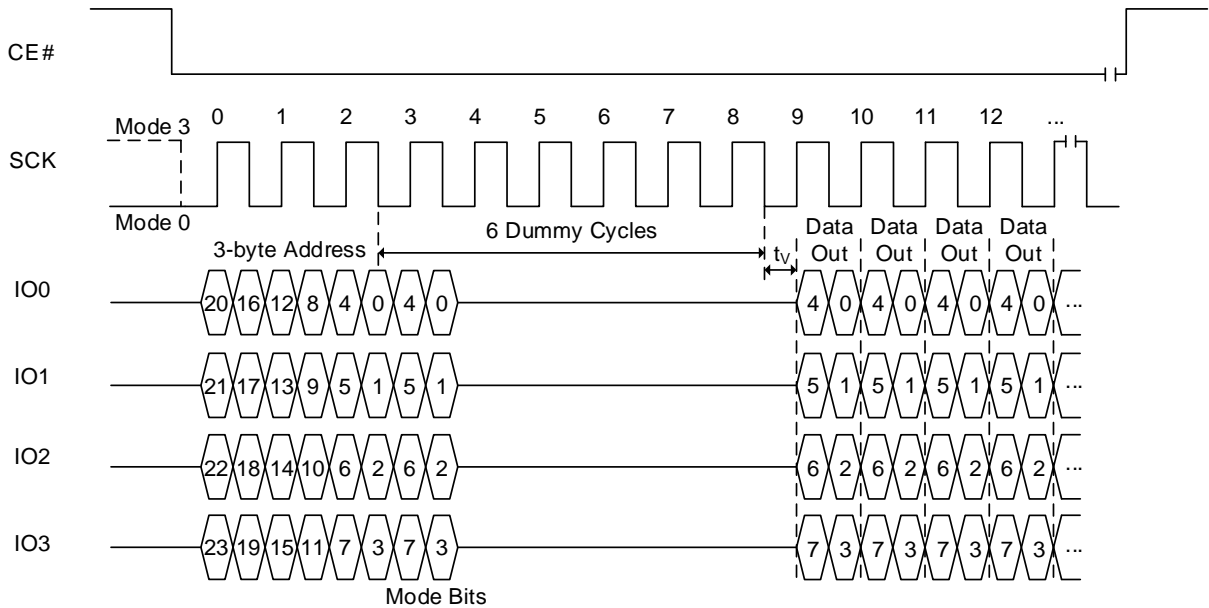 CE#
0 1 2 3 4 5 6 7 8 9 10 11 12 ...
Mode 3
SCK
Mode 0
6 Dummy Cycles
Data Data Data Data
3-byte Address
tV
Out Out Out Out
IO0
20 16 12 8 4 0 4 0 4 0 4 0 4 0 4 0 ...
IO1
21 17 13 9 5 1 5 1 5 1 5 1 5 1 5 1 ...
IO2
22 18 14 10 6 2 6 2 6 2 6 2 6 2 6 2 ...
IO3
23 19 15 11 7 3 7 3 7 3 7 3 7 3 7 3 ...
Mode Bits